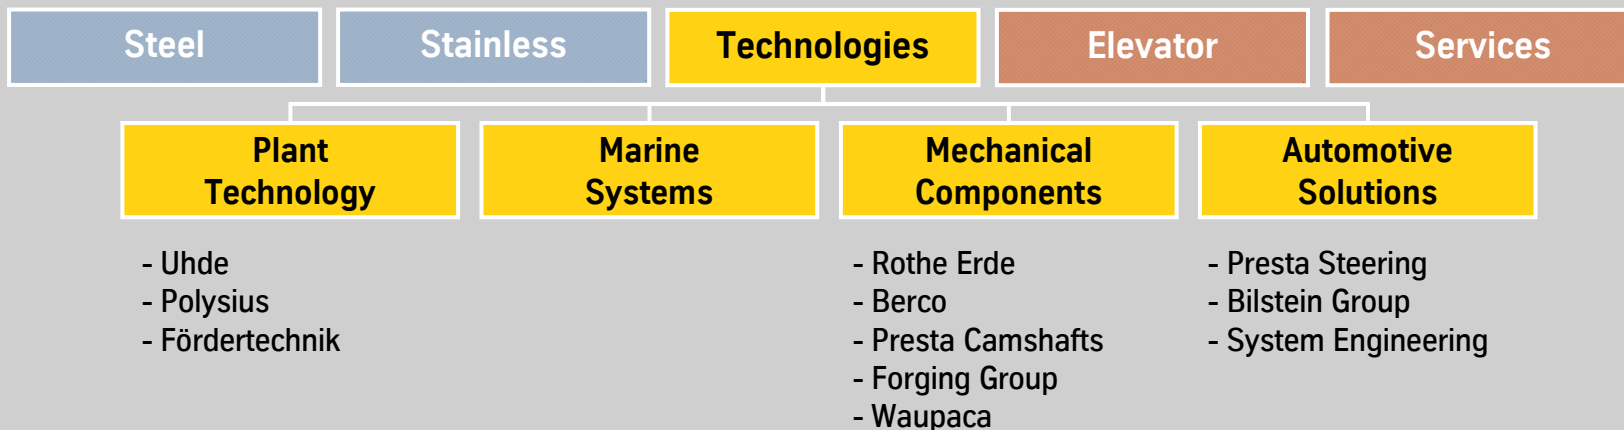 Steel
Stainless
Technologies
Elevator
Services
Plant
Technology
Marine
Systems
Mechanical
Components
Automotive
Solutions
- Uhde
- Polysius
- Fördertechnik
- Rothe Erde
- Berco
- Presta Camshafts
- Forging Group
- Waupaca
- Presta Steering
- Bilstein Group
- System Engineering